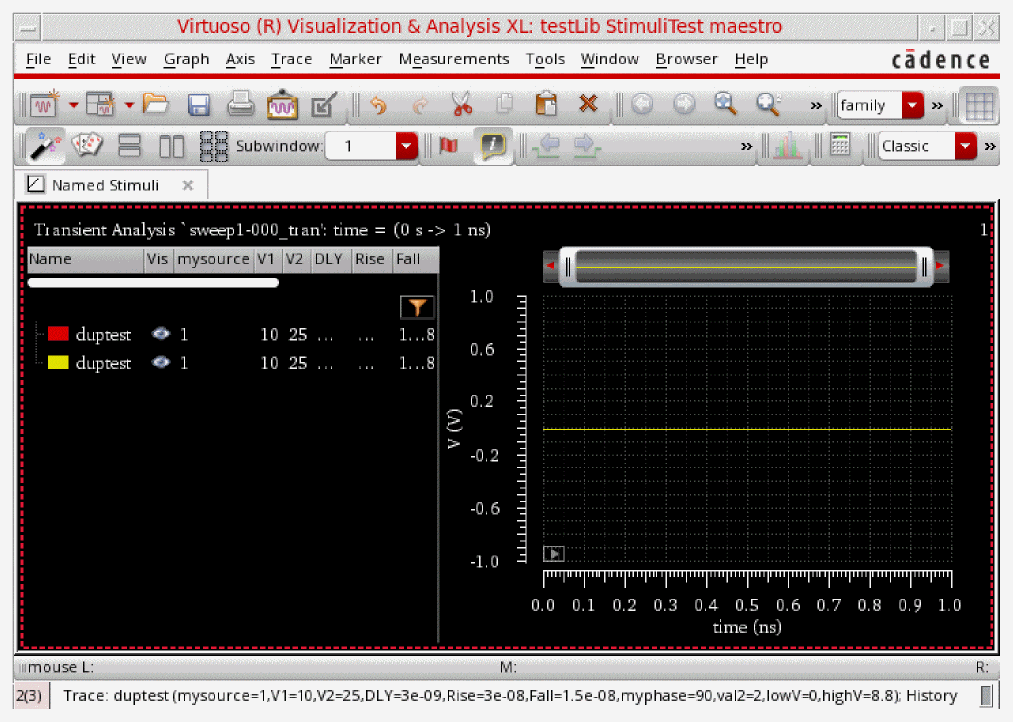 Virtuoso (R) Visualization & Analysis XL: testLib StimuliTest maestro
File Edit View Graph Axis Trace Marker Measurements Tools Window Browser Help cādence
» family »
Subwindow: 1 » Classic »
Named Stimuli
Transient Analysis `sweep1-000_tran': time = (0 s -> 1 ns) 1
Name Vis mysource V1 V2 DLY Rise Fall
duptest 1 10 25 ... ... 1...8
duptest 1 10 25 ... ... 1...8
1.0
0.6
0.2
-0.2
-0.6
-1.0
V (V)
0.0 0.1 0.2 0.3 0.4 0.5 0.6 0.7 0.8 0.9 1.0
time (ns)
mouse L: M: R:
2(3) Trace: duptest (mysource=1,V1=10,V2=25,DLY=3e-09,Rise=3e-08,Fall=1.5e-08,myphase=90,val2=2,lowV=0,highV=8.8); History